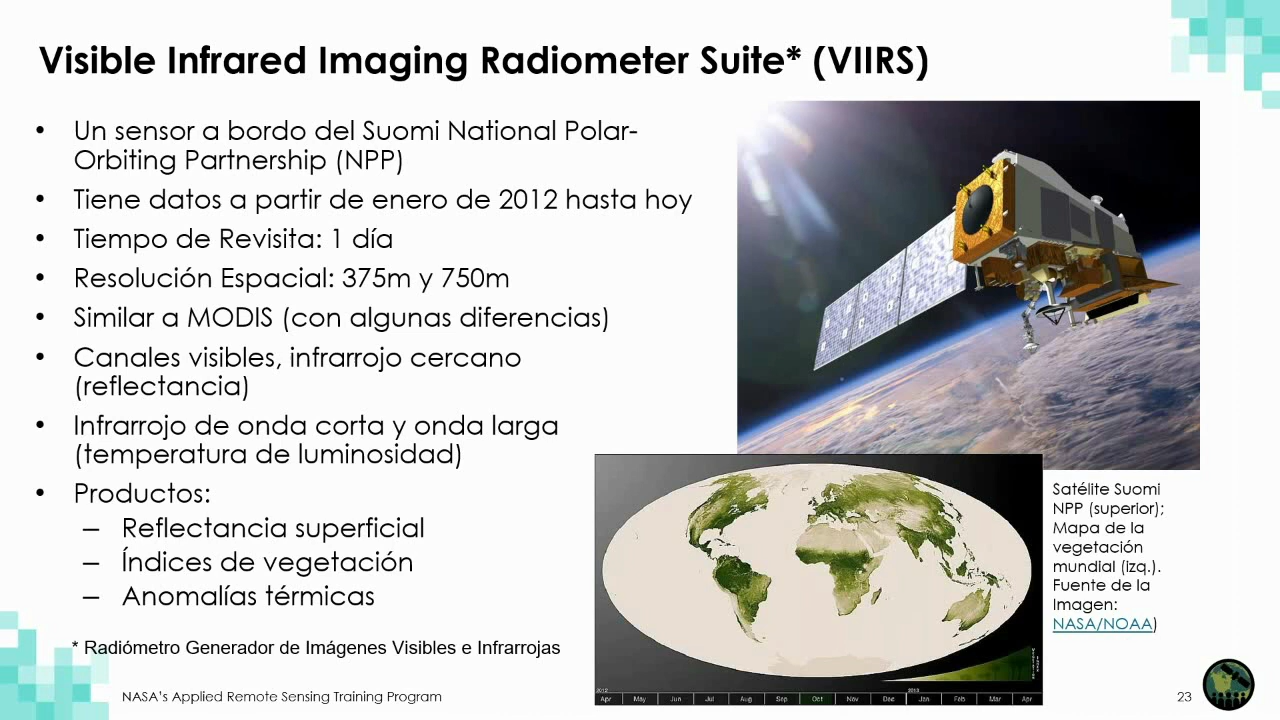 Visible Infrared Imaging Radiometer Suite* (VIIRS)
• Un sensor a bordo del Suomi National Polar-
Orbiting Partnership (NPP)
• Tiene datos a partir de enero de 2012 hasta hoy
• Tiempo de Revisita: 1 día
• Resolución Espacial: 375m y 750m
• Similar a MODIS (con algunas diferencias)
• Canales visibles, infrarrojo cercano
(reflectancia)
• Infrarrojo de onda corta y onda larga
(temperatura de luminosidad)
• Productos:
– Reflectancia superficial
– Índices de vegetación
– Anomalías térmicas
* Radiómetro Generador de Imágenes Visibles e Infrarrojas
Satélite Suomi
NPP (superior);
Mapa de la
vegetación
mundial (izq.).
Fuente de la
Imagen:
NASA/NOAA)
2012 2013
Apr May Jun Jul Aug Sep Oct Nov Dec Jan Feb Mar Apr
NASA's Applied Remote Sensing Training Program
23